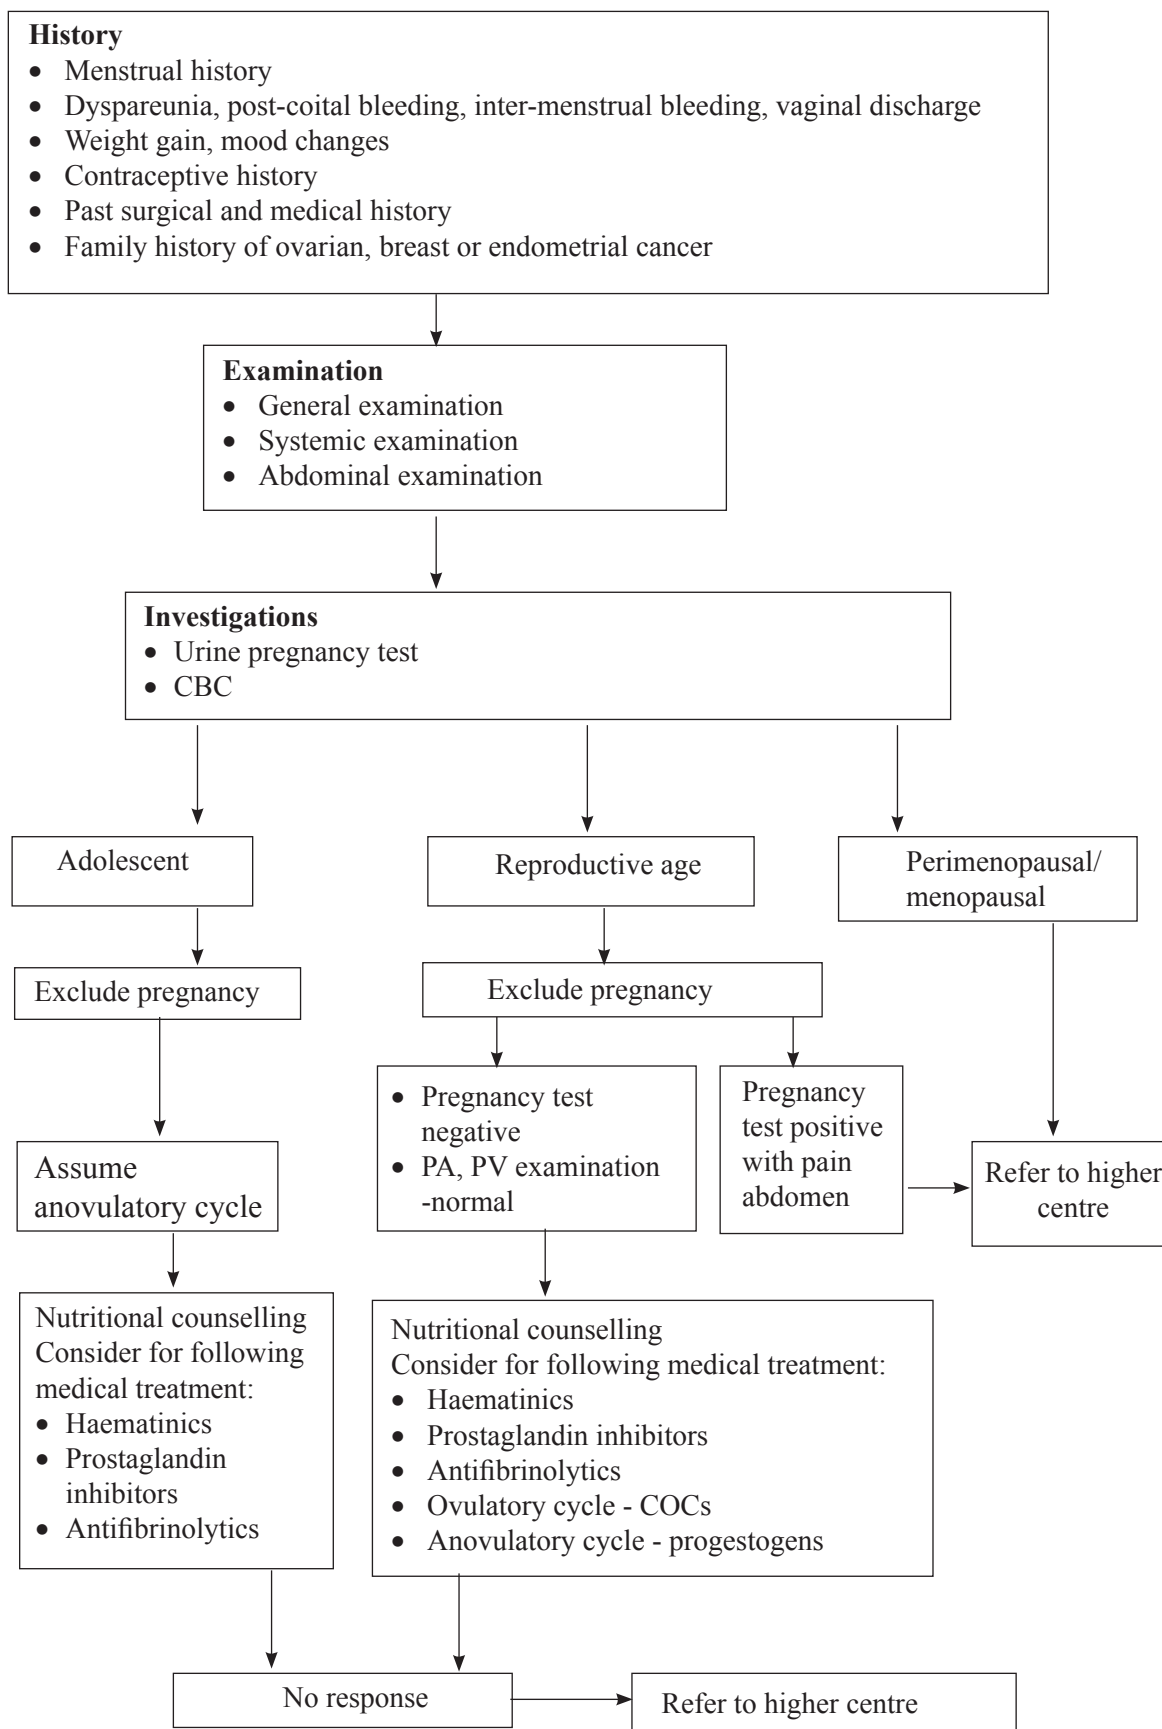 History
• Menstrual history
• Dyspareunia, post-coital bleeding, inter-menstrual bleeding, vaginal discharge
• Weight gain, mood changes
• Contraceptive history
• Past surgical and medical history
• Family history of ovarian, breast or endometrial cancer
Examination
• General examination
• Systemic examination
• Abdominal examination
Investigations
• Urine pregnancy test
• CBC
Adolescent
Reproductive age
Perimenopausal/
menopausal
Exclude pregnancy
Exclude pregnancy
• Pregnancy test
negative
• PA, PV examination
-normal
Pregnancy
test positive
with pain
abdomen
Refer to higher
centre
Assume
anovulatory cycle
Nutritional counselling
Consider for following
medical treatment:
• Haematinics
• Prostaglandin
inhibitors
• Antifibrinolytics
Nutritional counselling
Consider for following medical treatment:
• Haematinics
• Prostaglandin inhibitors
• Antifibrinolytics
• Ovulatory cycle - COCs
• Anovulatory cycle - progestogens
No response
Refer to higher centre